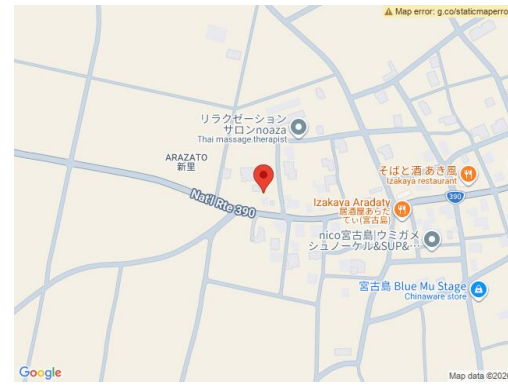 Map error: g.co/staticmaperro
リラクゼーション
サロンnoaza
Thai massage therapist
ARAZATO
新里
そばと酒 あき風
Izakaya restaurant
Nat'l Rte 390
390
Izakaya Aradaty
居酒屋あらだ
てぃ(宮古島)
nico宮古島|ウミガメ
シュノーケル&SUP&…
宮古島 Blue Mu Stage
Chinaware store
Google
Map data ©2026